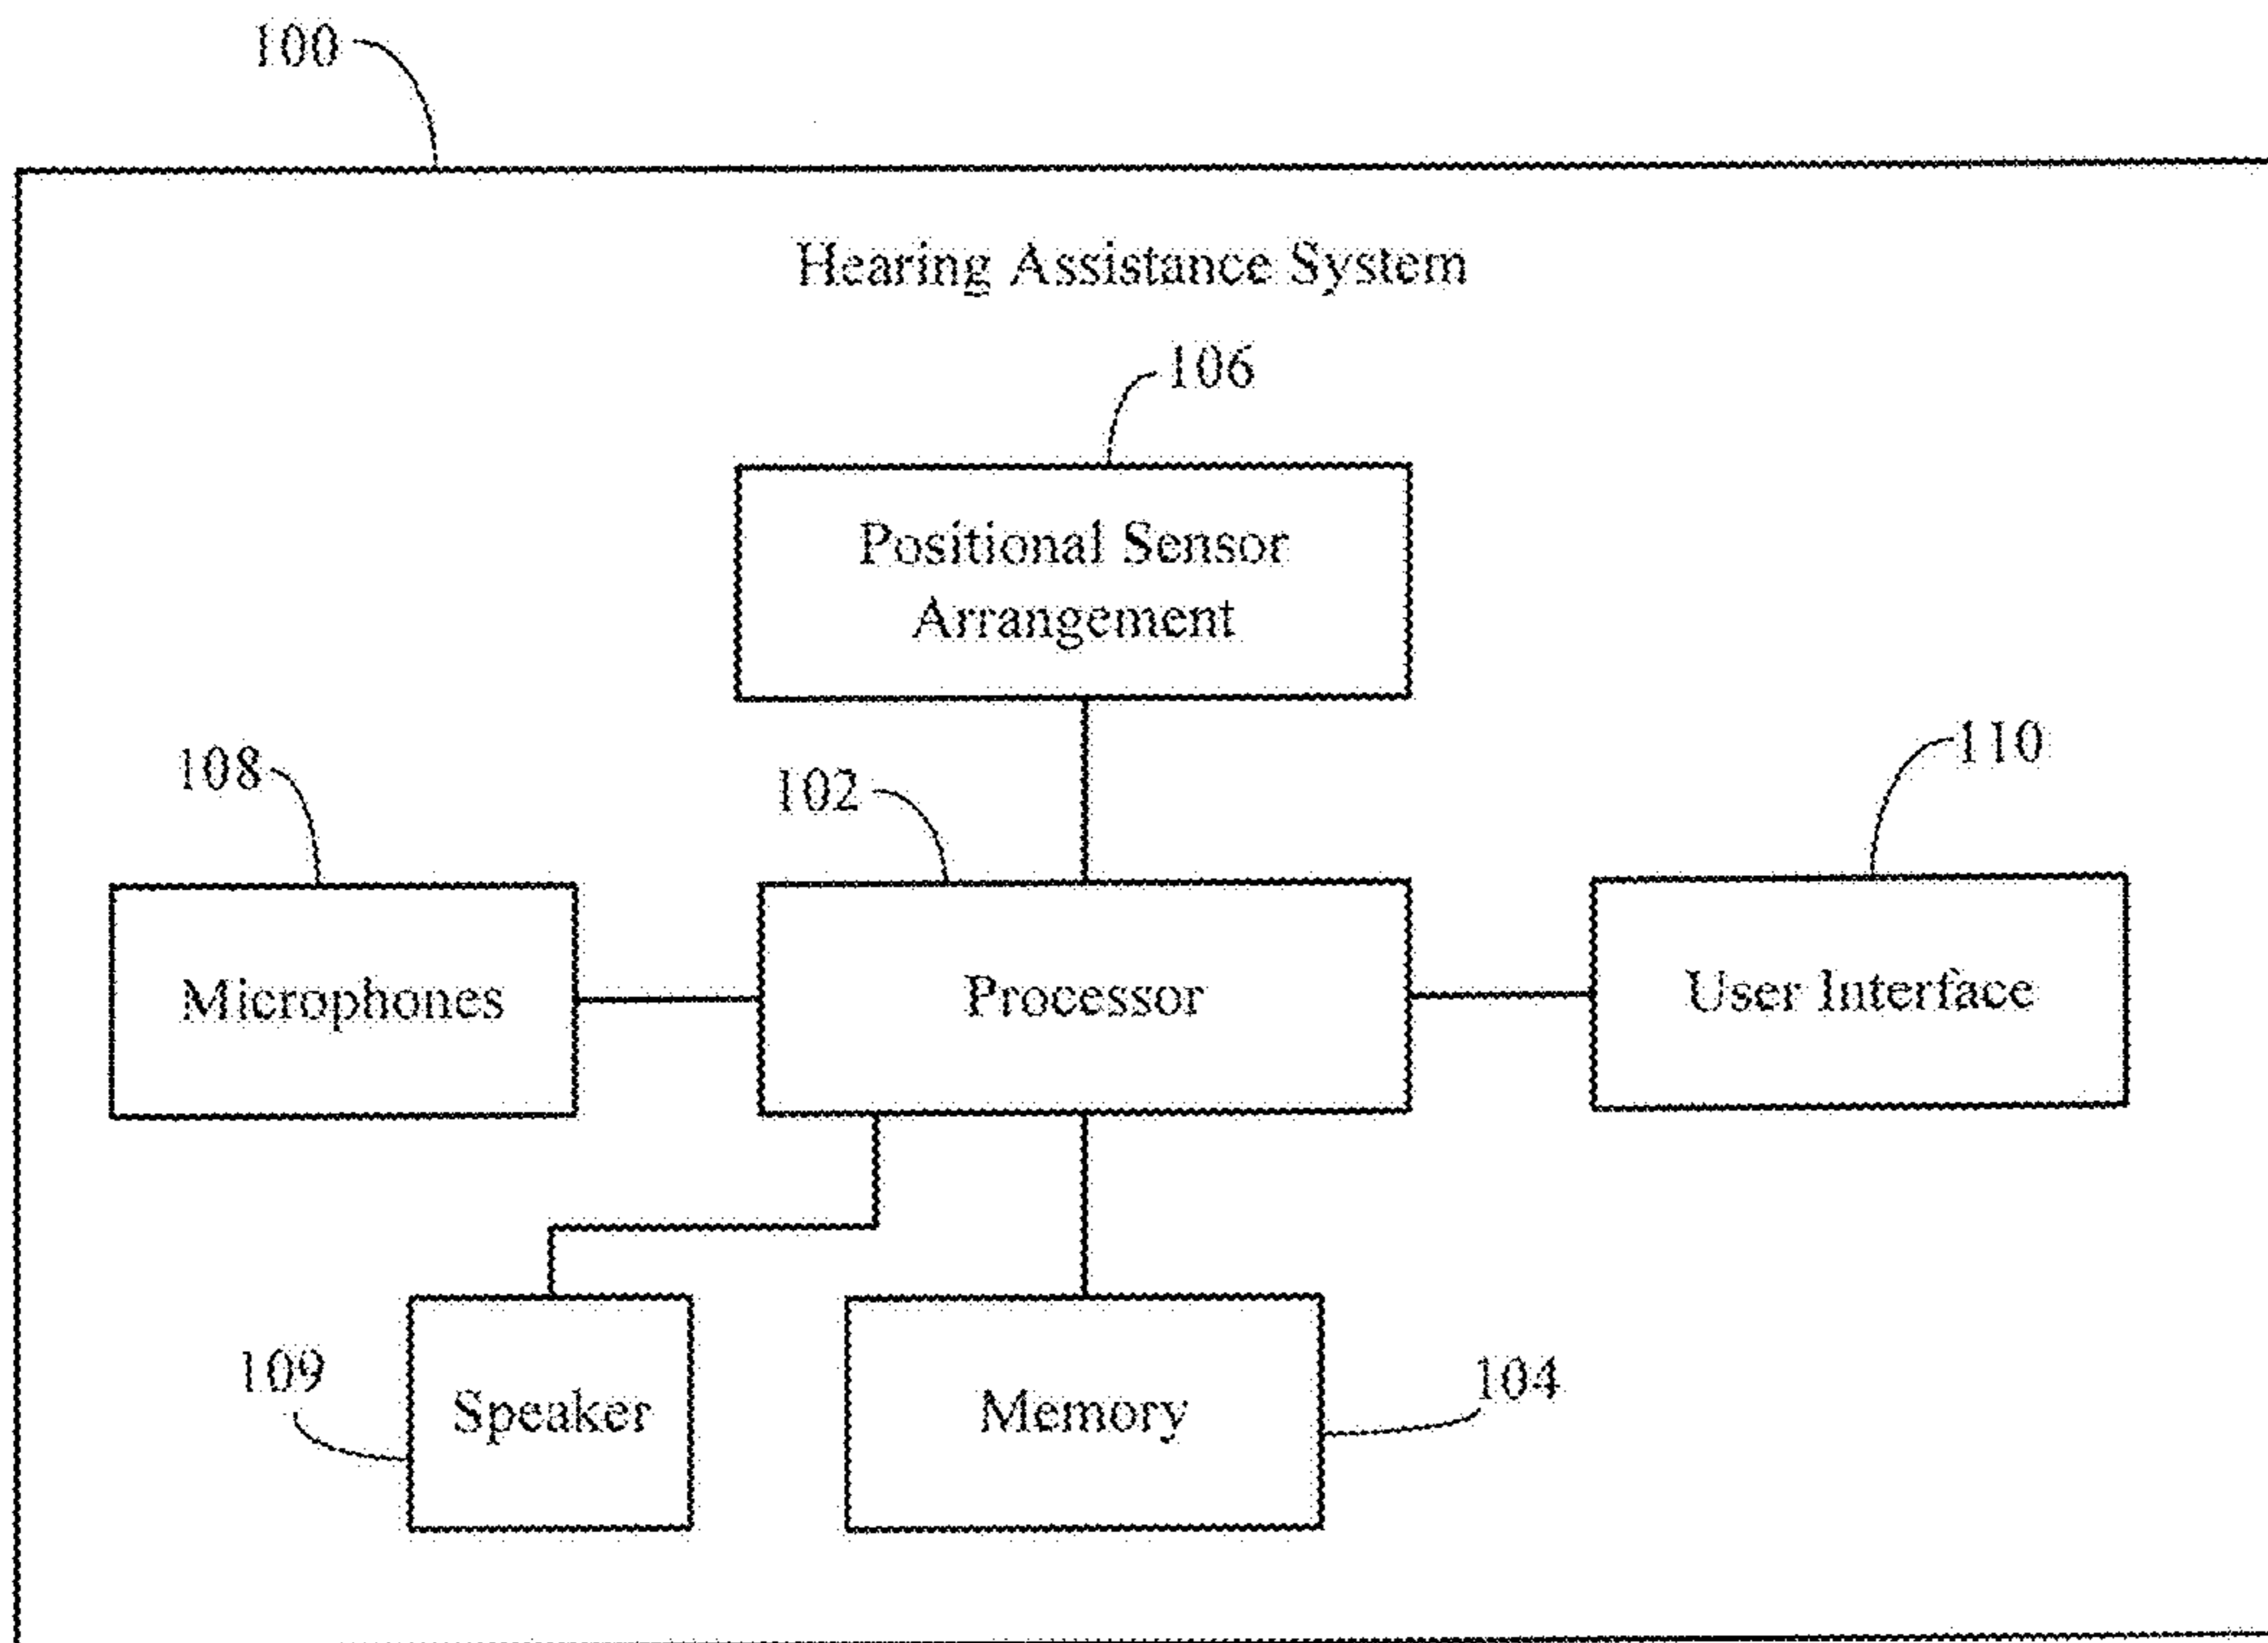 100
Hearing Assistance System
106
Positional Sensor
Arrangement
108
102
110
Microphones
Processor
User Interface
109
Speaker
Memory
104